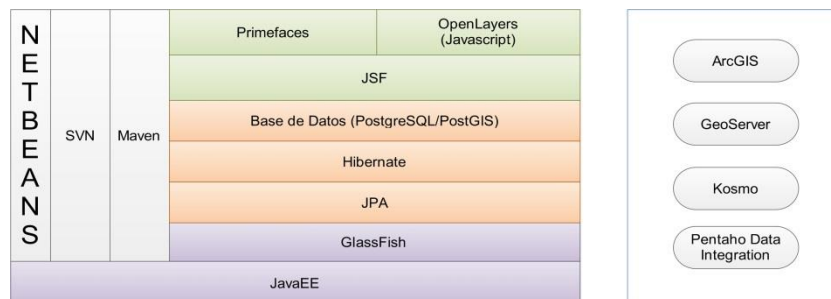 NETBEANS
SVN
Maven
Primefaces
OpenLayers
(Javascript)
JSF
Base de Datos (PostgreSQL/PostGIS)
Hibernate
JPA
GlassFish
JavaEE
ArcGIS
GeoServer
Kosmo
Pentaho Data
Integration